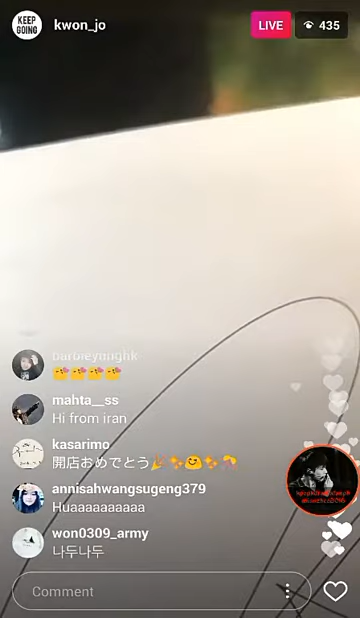 KEEP
GOING
kwon_jo
LIVE
435
barbieyunghk
mahta__ss
Hi from iran
kasarimo
開店おめでとう🎉✨😊✨🎊
annisahwangsugeng379
Huaaaaaaaaaa
won0309_army
나두나두
Comment